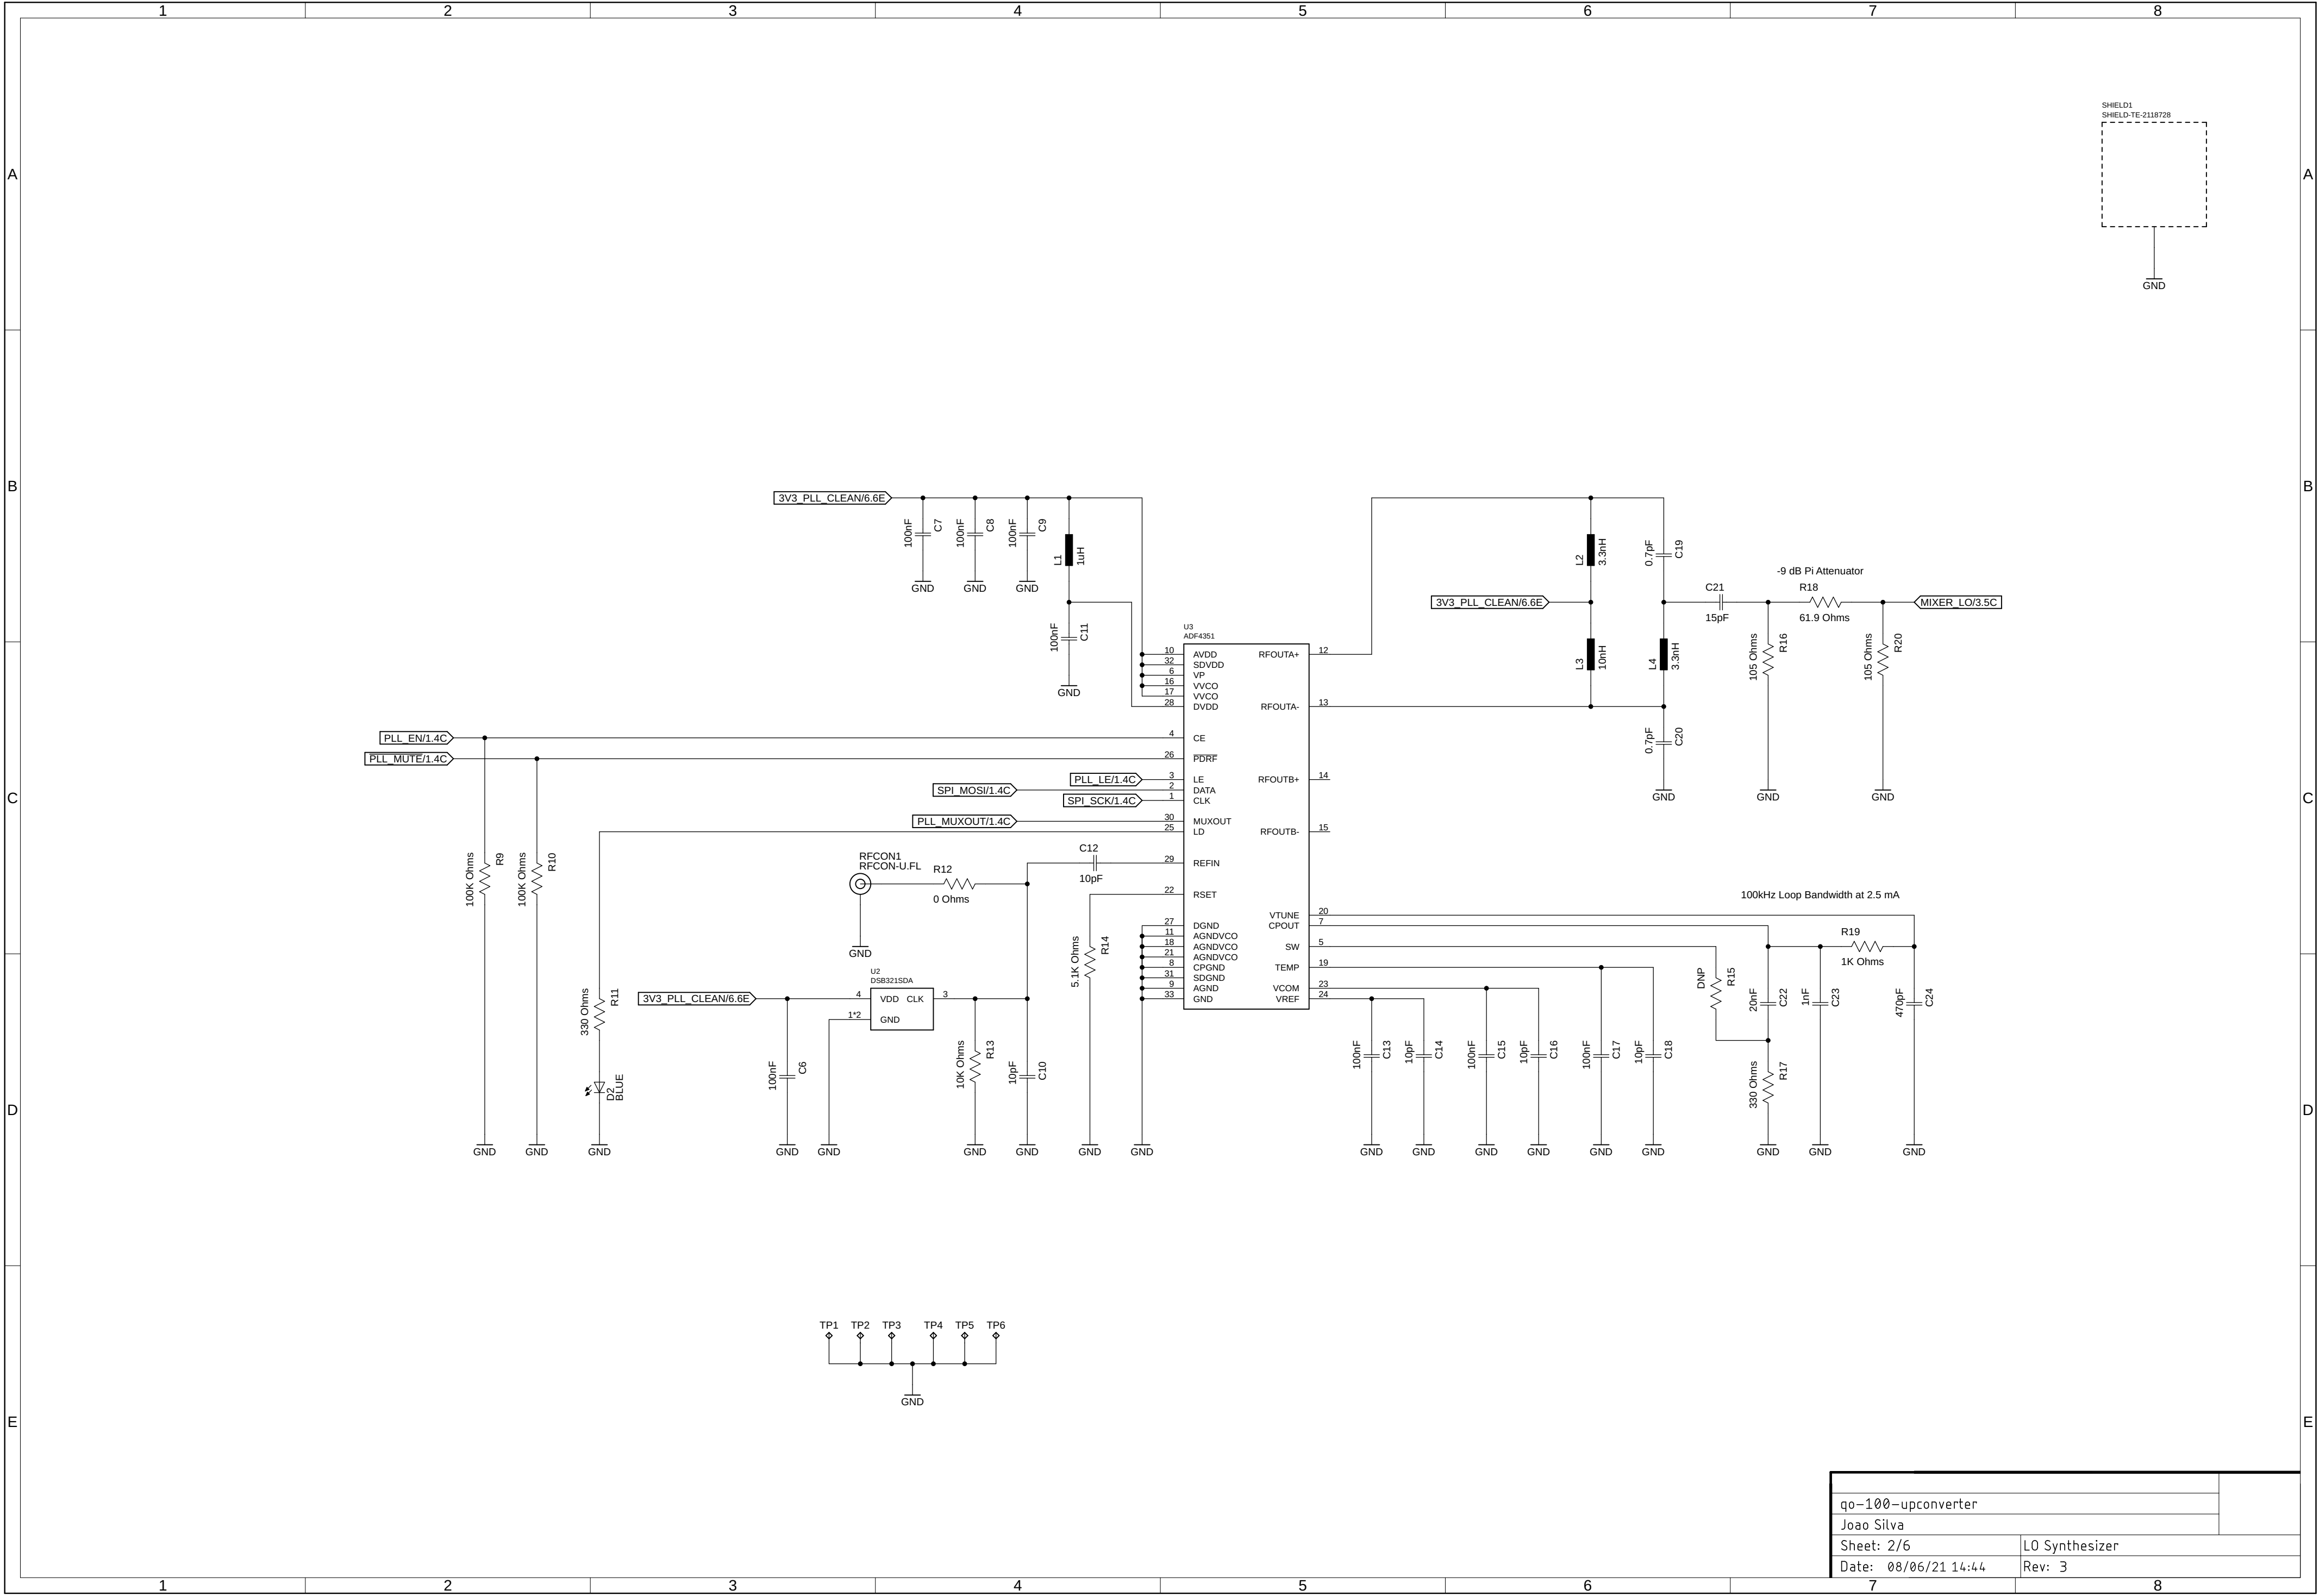 1 2 3 4 5 6 7 8
A A
SHIELD1
SHIELD-TE-2118728
GND
B B
3V3_PLL_CLEAN/6.6E
100nF C7
100nF C8
100nF C9
L1 1uH
GND GND GND
100nF C11
GND
L2 3.3nH
0.7pF C19
-9 dB Pi Attenuator
C21
15pF
R18
61.9 Ohms
3V3_PLL_CLEAN/6.6E
MIXER_LO/3.5C
L3 10nH
L4 3.3nH
105 Ohms R16
105 Ohms R20
0.7pF C20
GND GND GND
U3
ADF4351
10 AVDD
32 SDVDD
6 VP
16 VVCO
17 VVCO
28 DVDD
4 CE
26 PDRF
3 LE
2 DATA
1 CLK
30 MUXOUT
25 LD
29 REFIN
22 RSET
27 DGND
11 AGNDVCO
18 AGNDVCO
21 AGNDVCO
8 CPGND
31 SDGND
9 AGND
33 GND
RFOUTA+ 12
RFOUTA- 13
RFOUTB+ 14
RFOUTB- 15
VTUNE 20
CPOUT 7
SW 5
TEMP 19
VCOM 23
VREF 24
PLL_EN/1.4C
PLL_MUTE/1.4C
PLL_LE/1.4C
SPI_MOSI/1.4C
SPI_SCK/1.4C
PLL_MUXOUT/1.4C
C C
100K Ohms R9
100K Ohms R10
RFCON1
RFCON-U.FL
R12
0 Ohms
C12
10pF
GND
5.1K Ohms R14
330 Ohms R11
D2
BLUE
3V3_PLL_CLEAN/6.6E
U2
DSB321SDA
4 VDD CLK 3
1*2 GND
100nF C6
10K Ohms R13
10pF C10
GND GND GND GND GND GND GND GND GND
100kHz Loop Bandwidth at 2.5 mA
R19
1K Ohms
DNP R15
20nF C22
1nF C23
470pF C24
100nF C13
10pF C14
100nF C15
10pF C16
100nF C17
10pF C18
330 Ohms R17
GND GND GND GND GND GND GND GND GND
D D
TP1 TP2 TP3 TP4 TP5 TP6
GND
E E
qo-100-upconverter
Joao Silva
Sheet: 2/6 LO Synthesizer
Date: 08/06/21 14:44 Rev: 3
1 2 3 4 5 6 7 8